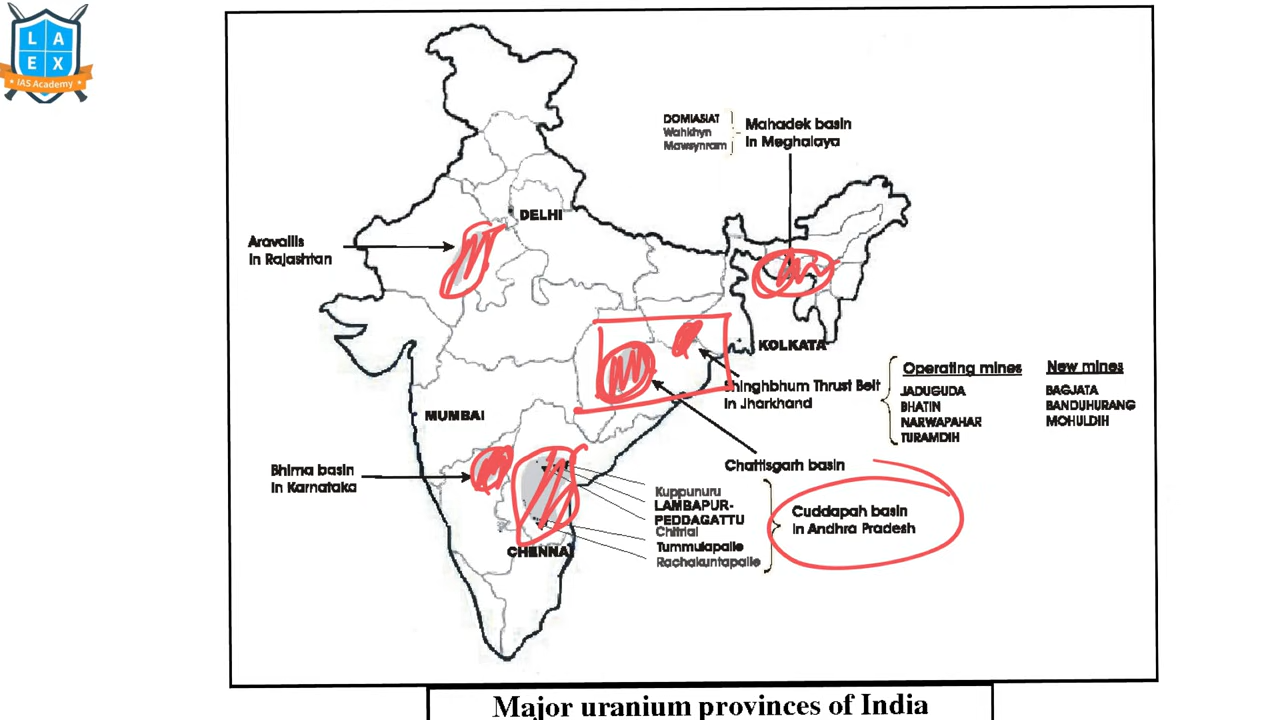 L A
E X
IAS Academy
DOMIASIAT
Wahkhyn
Mawsynram
Mahadek basin
in Meghalaya
DELHI
Aravallis
in Rajashtan
KOLKATA
Shinghbhum Thrust Belt
in Jharkhand
Operating mines
JADUGUDA
BHATIN
NARWAPAHAR
TURAMDIH
New mines
BAGJATA
BANDUHURANG
MOHULDIH
MUMBAI
Chattisgarh basin
Bhima basin
in Karnataka
Kuppunuru
LAMBAPUR-
PEDDAGATTU
Chitrial
Tummulapalle
Rachakuntapalle
Cuddapah basin
in Andhra Pradesh
CHENNAI
Major uranium provinces of India